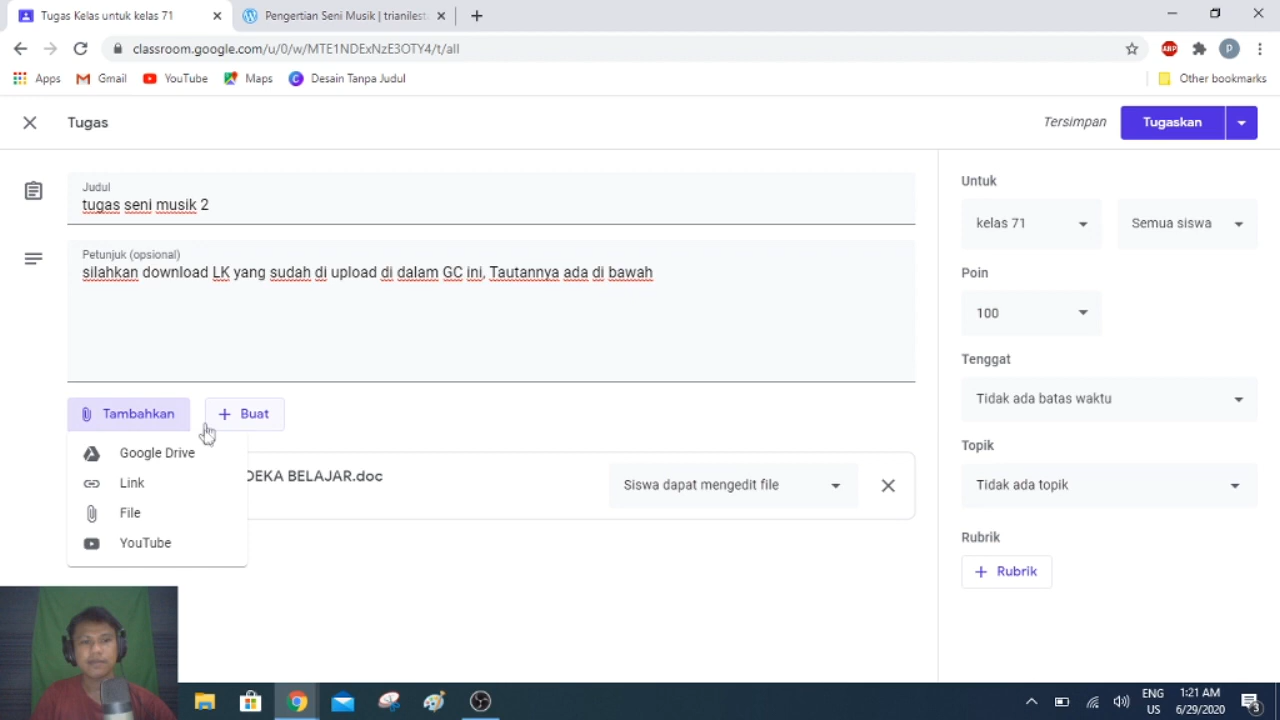 Tugas Kelas untuk kelas 71
Pengertian Seni Musik | trianilest
classroom.google.com/u/0/w/MTE1NDExNzE3OTY4/t/all
ABP
P
Apps
Gmail
YouTube
Maps
C
Desain Tanpa Judul
Other bookmarks
Tugas
Tersimpan
Tugaskan
Judul
tugas seni musik 2
Petunjuk (opsional)
silahkan download LK yang sudah di upload di dalam GC ini, Tautannya ada di bawah
Tambahkan
Buat
Google Drive
Link
File
YouTube
DEKA BELAJAR.doc
Siswa dapat mengedit file
Untuk
kelas 71
Semua siswa
Poin
100
Tenggat
Tidak ada batas waktu
Topik
Tidak ada topik
Rubrik
Rubrik
ENG
US
1:21 AM
6/29/2020
3